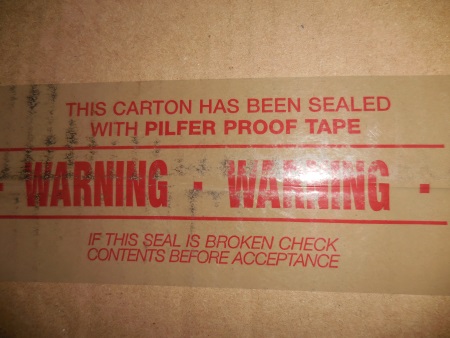 THIS CARTON HAS BEEN SEALED
WITH PILFER PROOF TAPE
· WARNING · WARNING ·
IF THIS SEAL IS BROKEN CHECK
CONTENTS BEFORE ACCEPTANCE